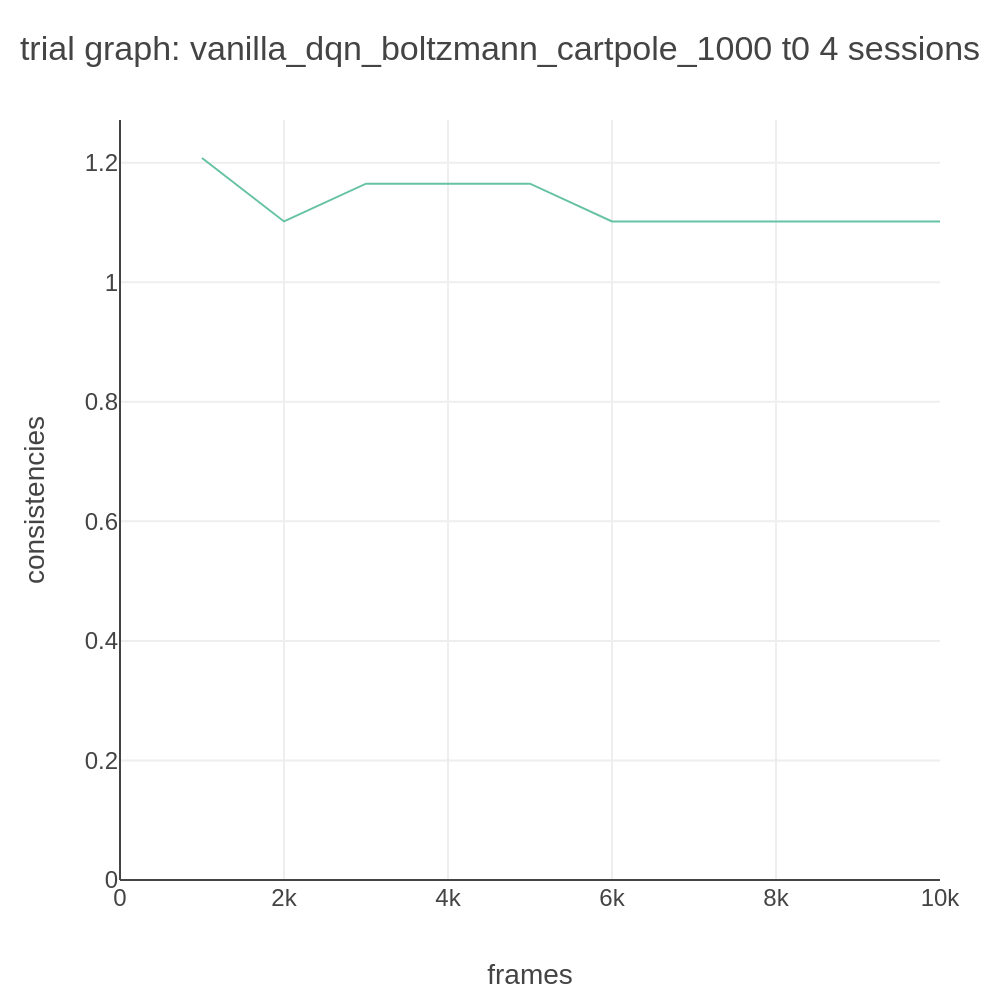 trial graph: vanilla_dqn_boltzmann_cartpole_1000 t0 4 sessions
1.2
1
0.8
0.6
0.4
0.2
0
consistencies
0 2k 4k 6k 8k 10k
frames